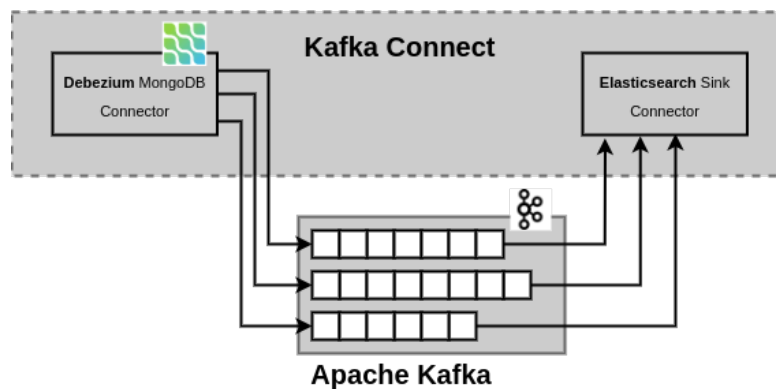 Kafka Connect
Debezium MongoDB
Connector
Elasticsearch Sink
Connector
Apache Kafka